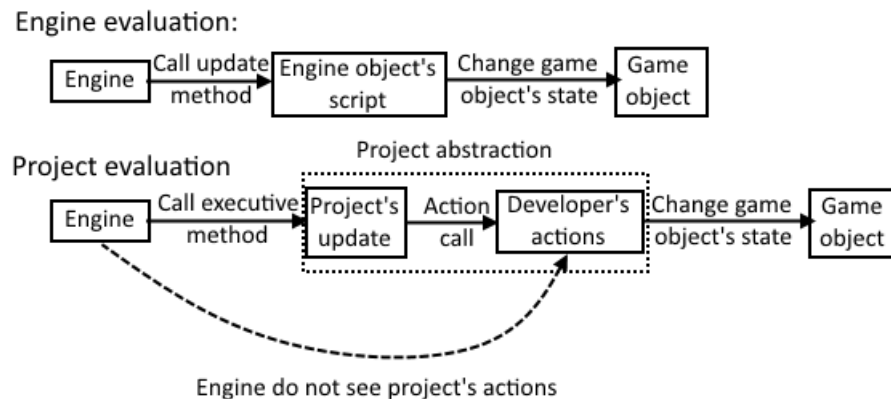 Engine evaluation:
Engine
Call update
method
Engine object's
script
Change game
object's state
Game
object
Project evaluation
Project abstraction
Engine
Call executive
method
Project's
update
Action
call
Developer's
actions
Change game
object's state
Game
object
Engine do not see project's actions